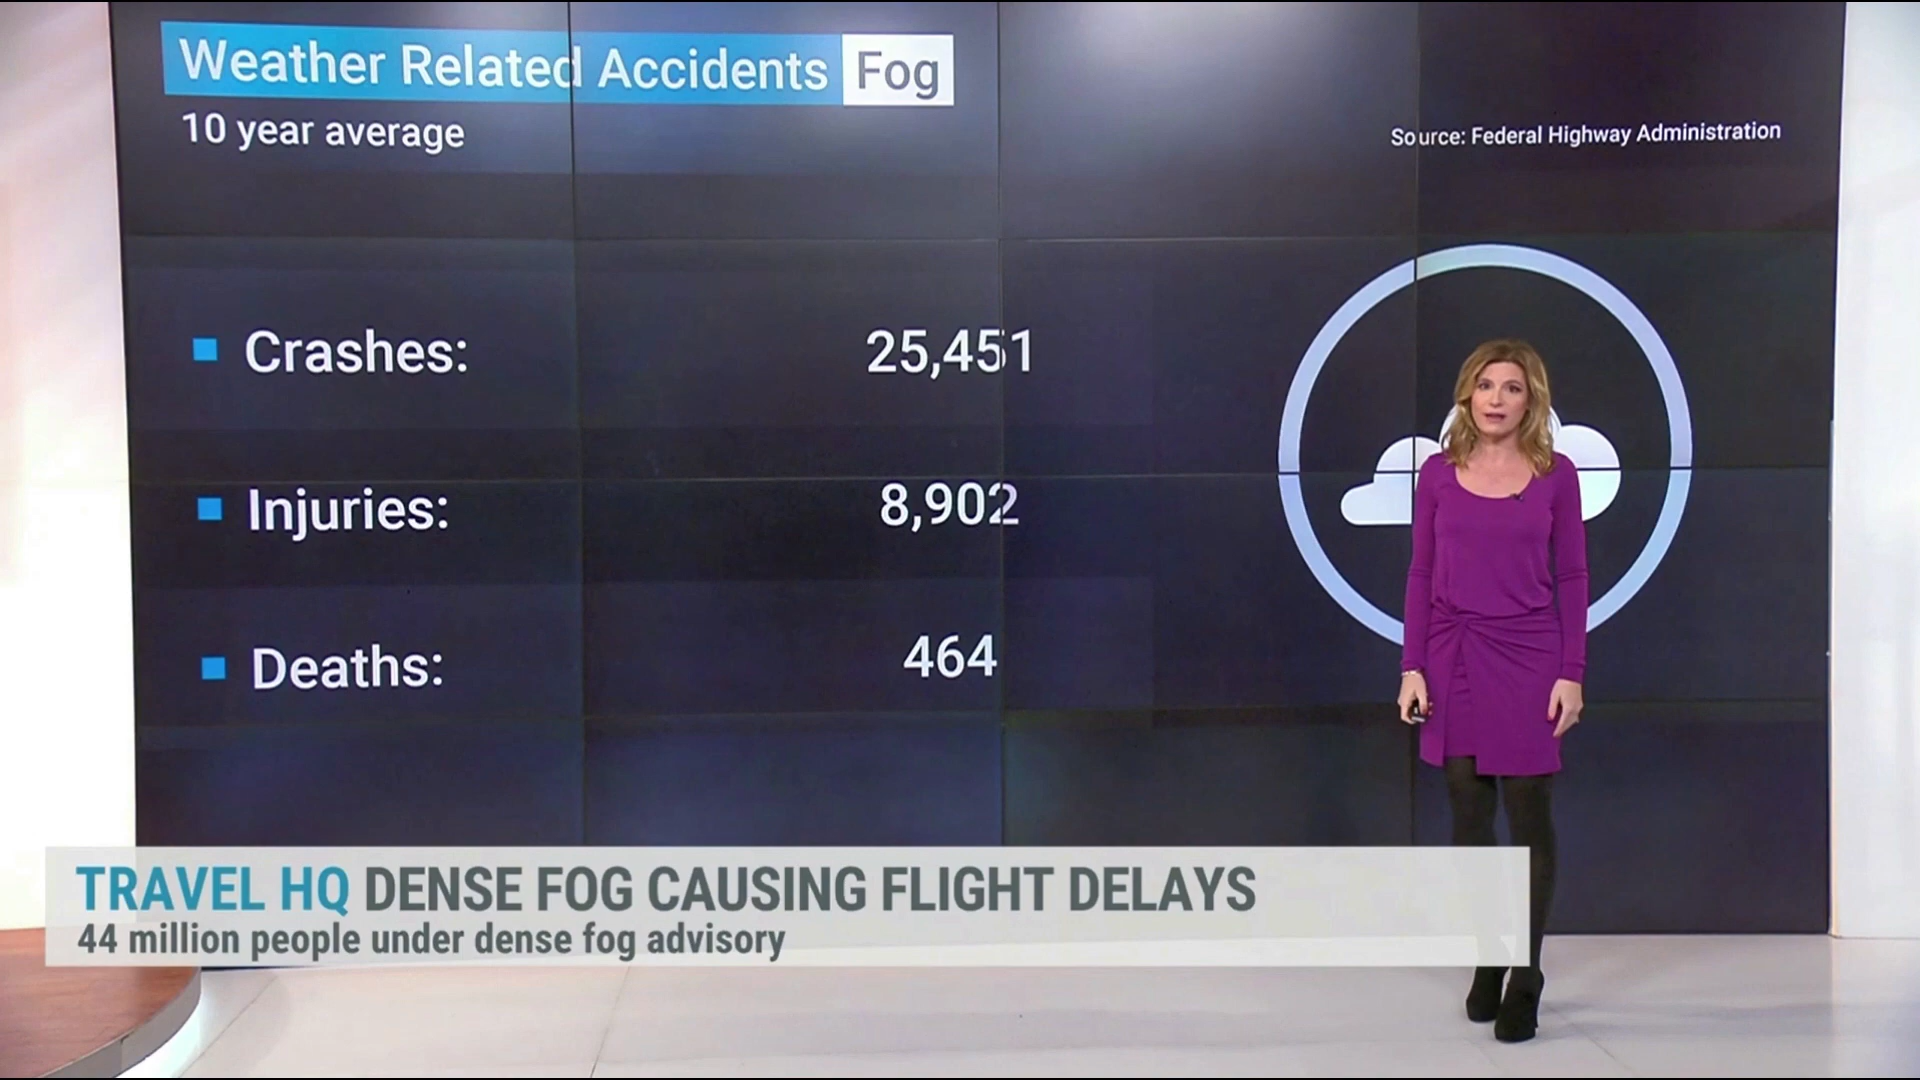 Weather Related Accidents Fog
10 year average
Source: Federal Highway Administration
Crashes: 25,451
Injuries: 8,902
Deaths: 464
TRAVEL HQ DENSE FOG CAUSING FLIGHT DELAYS
44 million people under dense fog advisory